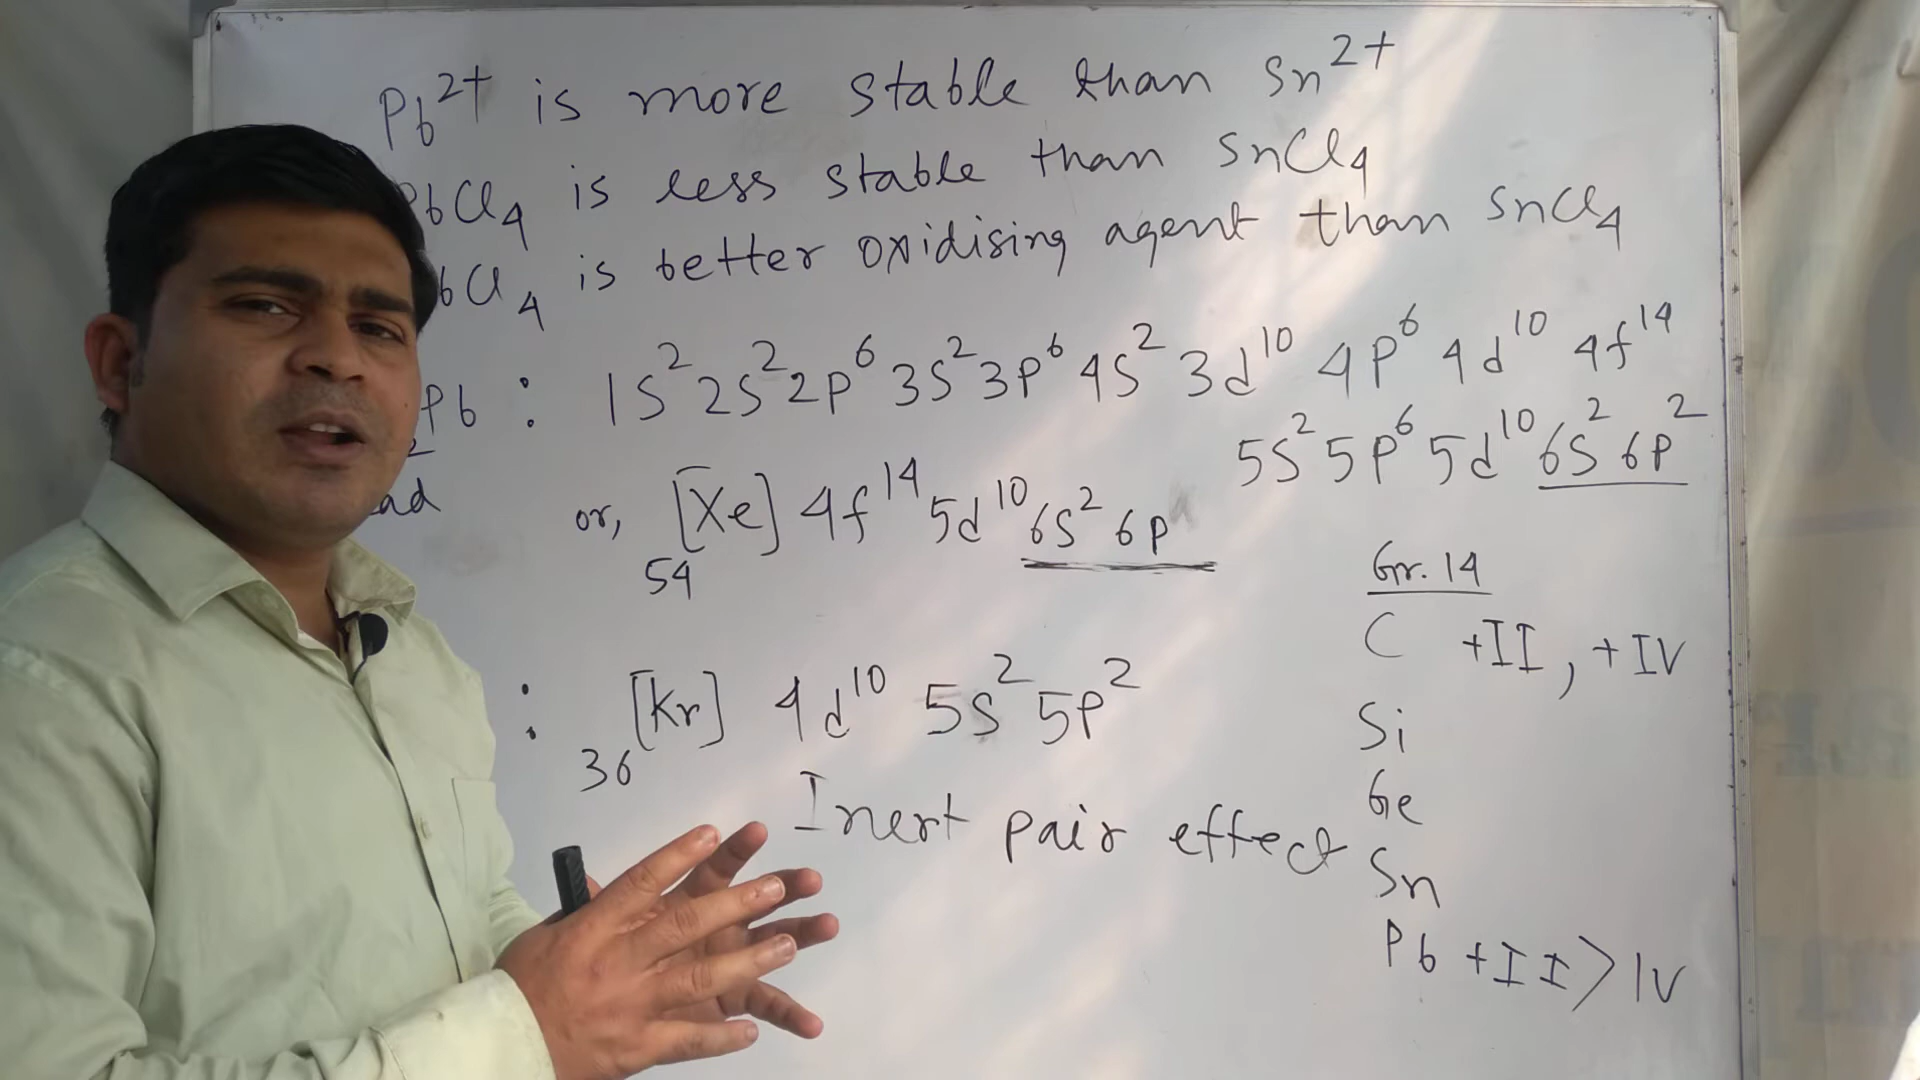 Pb²⁺ is more stable than Sn²⁺
PbCl₄ is less stable than SnCl₄
bCl₄ is better oxidising agent than SnCl₄
Pb : 1S² 2S² 2P⁶ 3S² 3P⁶ 4S² 3d¹⁰ 4P⁶ 4d¹⁰ 4f¹⁴
2
5S² 5P⁶ 5d¹⁰ 6S² 6P²
ad
or, 54[Xe] 4f¹⁴ 5d¹⁰ 6S² 6P
: 36[Kr] 4d¹⁰ 5S² 5P²
Inert pair effect
Gr. 14
C +II, +IV
Si
Ge
Sn
Pb +II > IV